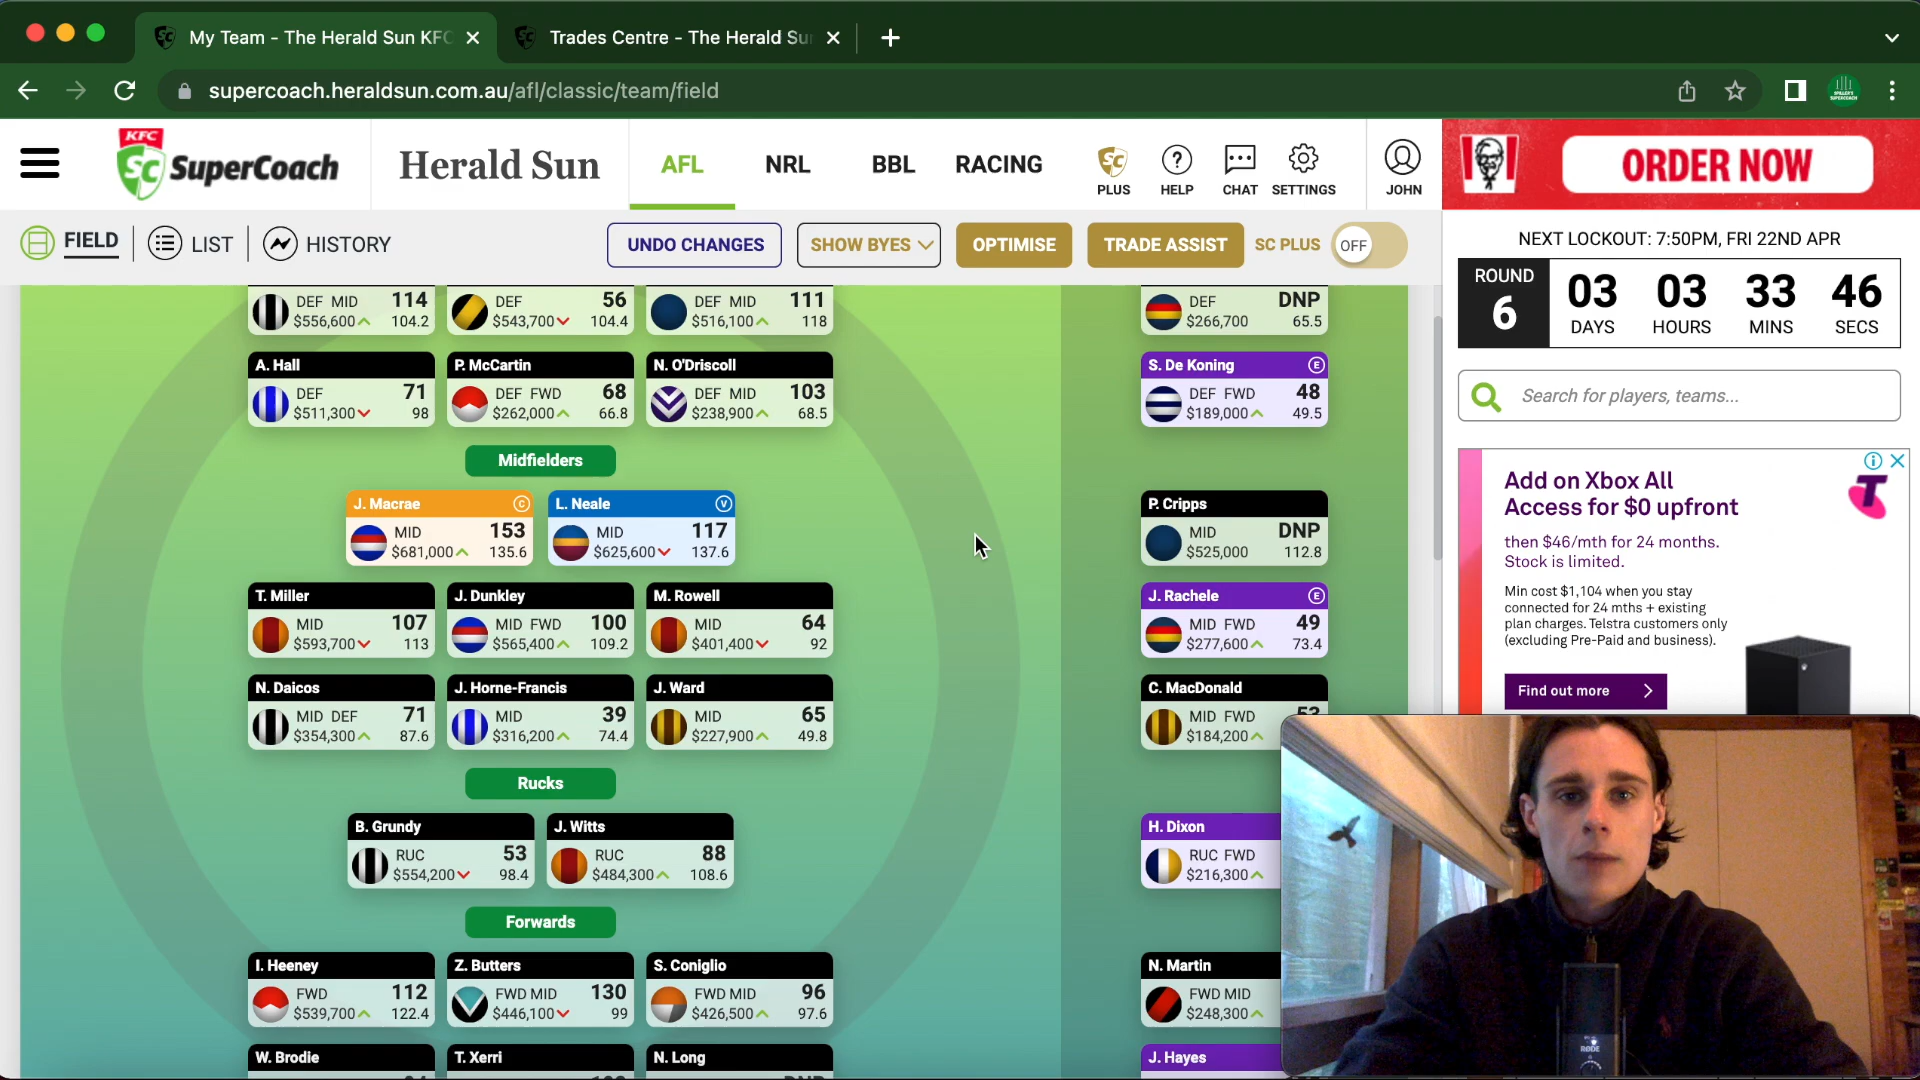 My Team - The Herald Sun KFC
Trades Centre - The Herald Su
supercoach.heraldsun.com.au/afl/classic/team/field
KFC
SC SuperCoach
Herald Sun
AFL
NRL
BBL
RACING
SC
PLUS
HELP
CHAT
SETTINGS
JOHN
ORDER NOW
FIELD
LIST
HISTORY
UNDO CHANGES
SHOW BYES
OPTIMISE
TRADE ASSIST
SC PLUS
OFF
NEXT LOCKOUT: 7:50PM, FRI 22ND APR
ROUND
6
03
DAYS
03
HOURS
33
MINS
46
SECS
Search for players, teams...
DEF MID 114
$556,600 104.2
DEF 56
$543,700 104.4
DEF MID 111
$516,100 118
DEF DNP
$266,700 65.5
A. Hall
DEF 71
$511,300 98
P. McCartin
DEF FWD 68
$262,000 66.8
N. O'Driscoll
DEF MID 103
$238,900 68.5
S. De Koning E
DEF FWD 48
$189,000 49.5
Midfielders
J. Macrae C
MID 153
$681,000 135.6
L. Neale V
MID 117
$625,600 137.6
P. Cripps
MID DNP
$525,000 112.8
T. Miller
MID 107
$593,700 113
J. Dunkley
MID FWD 100
$565,400 109.2
M. Rowell
MID 64
$401,400 92
J. Rachele E
MID FWD 49
$277,600 73.4
N. Daicos
MID DEF 71
$354,300 87.6
J. Horne-Francis
MID 39
$316,200 74.4
J. Ward
MID 65
$227,900 49.8
C. MacDonald
MID FWD 53
$184,200
Rucks
B. Grundy
RUC 53
$554,200 98.4
J. Witts
RUC 88
$484,300 108.6
H. Dixon
RUC FWD
$216,300
Forwards
I. Heeney
FWD 112
$539,700 122.4
Z. Butters
FWD MID 130
$446,100 99
S. Coniglio
FWD MID 96
$426,500 97.6
N. Martin
FWD MID
$248,300
W. Brodie
T. Xerri
N. Long
J. Hayes
Add on Xbox All
Access for $0 upfront
then $46/mth for 24 months.
Stock is limited.
Min cost $1,104 when you stay
connected for 24 mths + existing
plan charges. Telstra customers only
(excluding Pre-Paid and business).
Find out more
T
RØDE